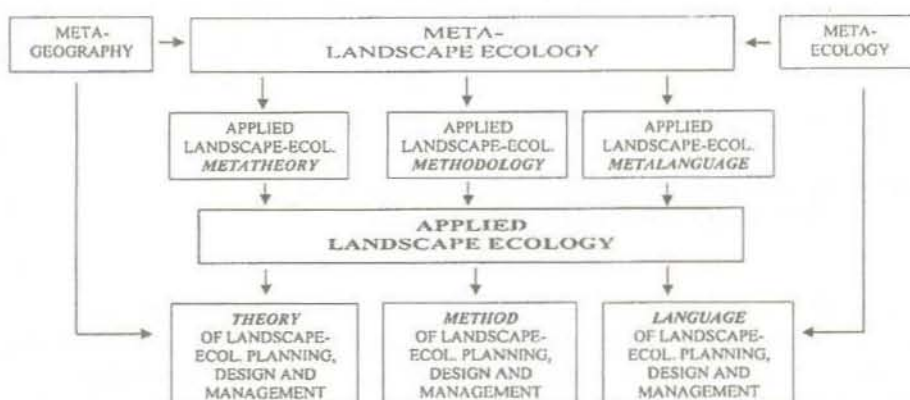 META-
GEOGRAPHY
META-
LANDSCAPE ECOLOGY
META-
ECOLOGY
APPLIED
LANDSCAPE-ECOL.
METATHEORY
APPLIED
LANDSCAPE-ECOL.
METHODOLOGY
APPLIED
LANDSCAPE-ECOL.
METALANGUAGE
APPLIED
LANDSCAPE ECOLOGY
THEORY
OF LANDSCAPE-
ECOL. PLANNING,
DESIGN AND
MANAGEMENT
METHOD
OF LANDSCAPE-
ECOL. PLANNING,
DESIGN AND
MANAGEMENT
LANGUAGE
OF LANDSCAPE-
ECOL. PLANNING,
DESIGN AND
MANAGEMENT